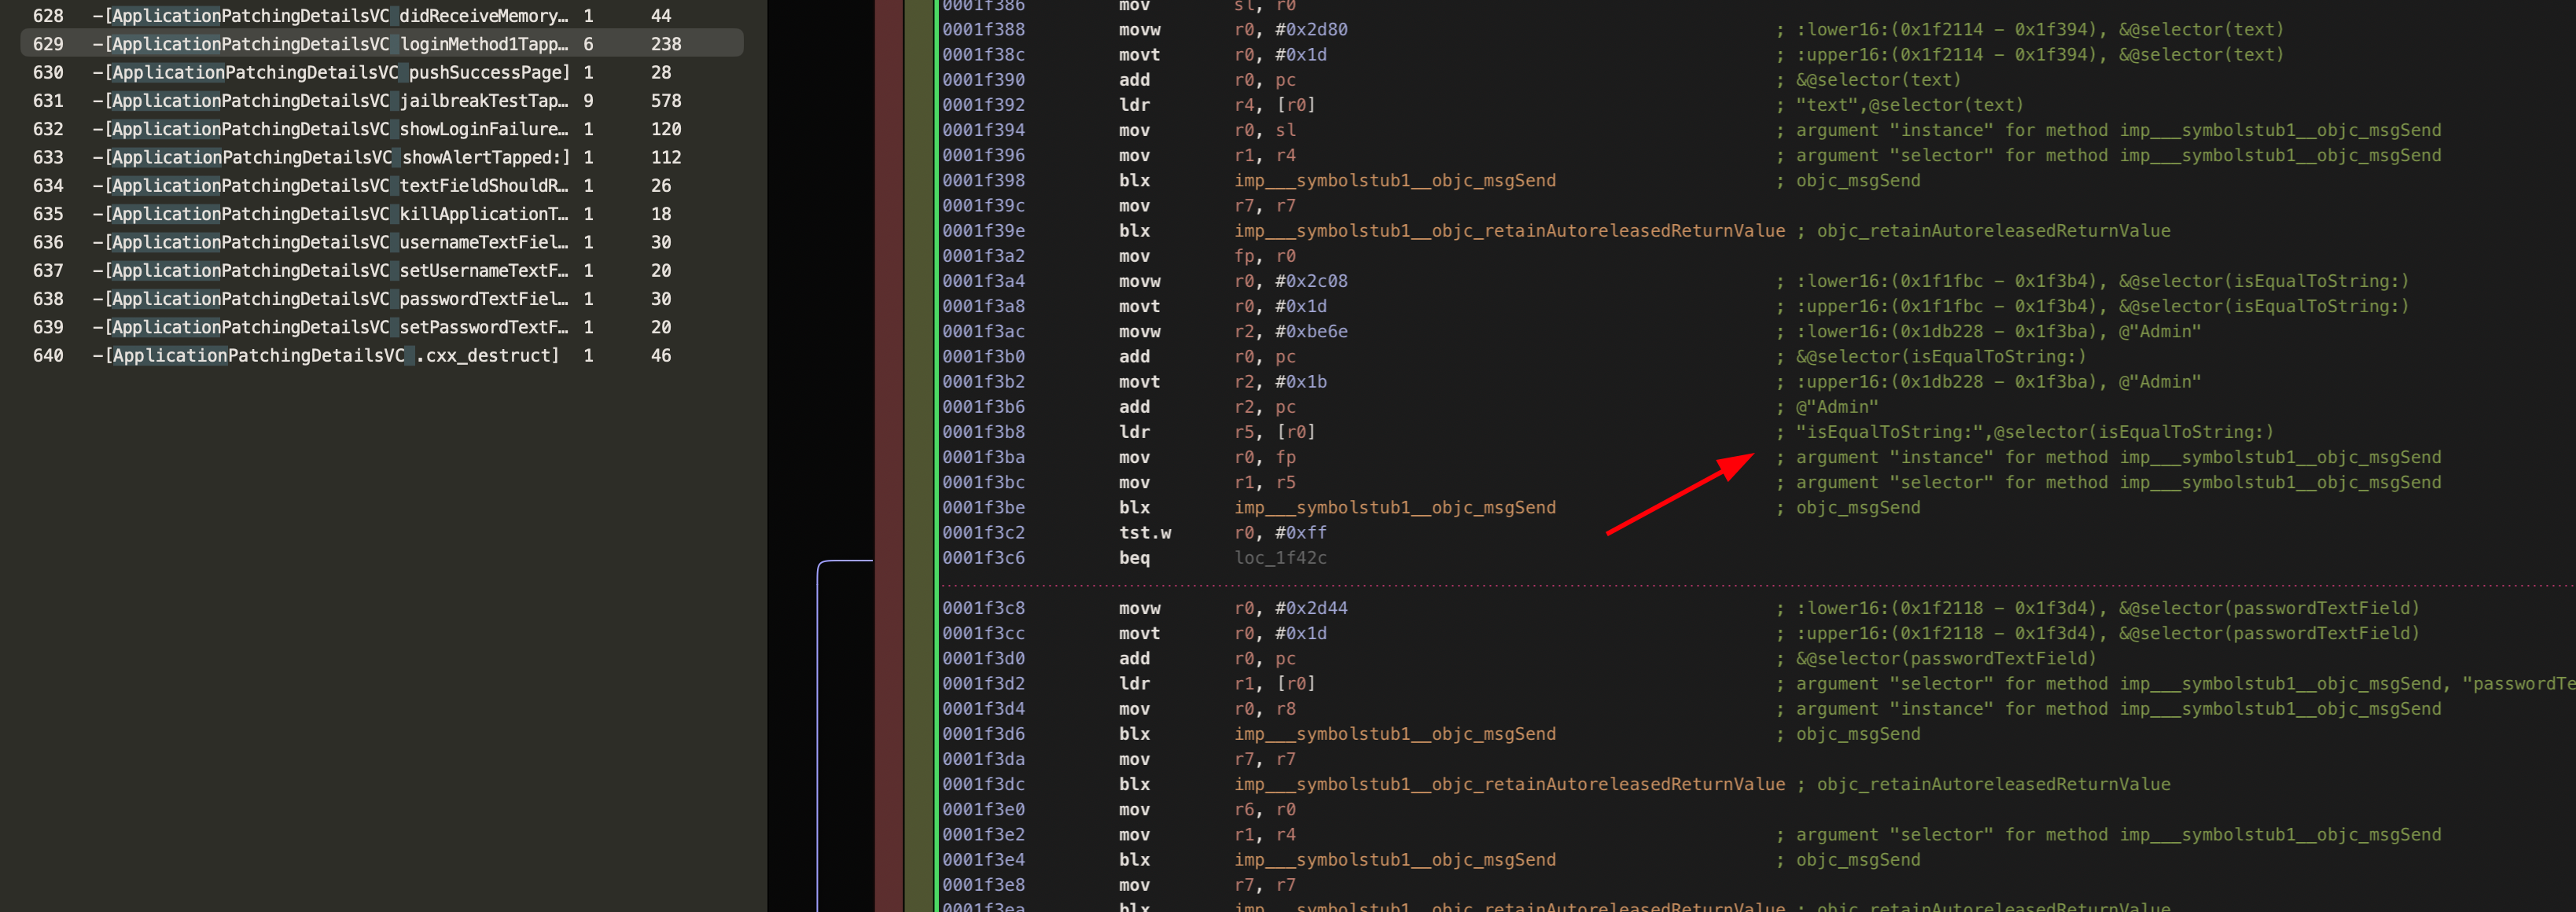 628 -[ApplicationPatchingDetailsVC didReceiveMemory… 1 44
629 -[ApplicationPatchingDetailsVC loginMethod1Tapp… 6 238
630 -[ApplicationPatchingDetailsVC pushSuccessPage] 1 28
631 -[ApplicationPatchingDetailsVC jailbreakTestTap… 9 578
632 -[ApplicationPatchingDetailsVC showLoginFailure… 1 120
633 -[ApplicationPatchingDetailsVC showAlertTapped:] 1 112
634 -[ApplicationPatchingDetailsVC textFieldShouldR… 1 26
635 -[ApplicationPatchingDetailsVC killApplicationT… 1 18
636 -[ApplicationPatchingDetailsVC usernameTextFiel… 1 30
637 -[ApplicationPatchingDetailsVC setUsernameTextF… 1 20
638 -[ApplicationPatchingDetailsVC passwordTextFiel… 1 30
639 -[ApplicationPatchingDetailsVC setPasswordTextF… 1 20
640 -[ApplicationPatchingDetailsVC .cxx_destruct] 1 46
0001f386 mov sl, r0
0001f388 movw r0, #0x2d80 ; :lower16:(0x1f2114 - 0x1f394), &@selector(text)
0001f38c movt r0, #0x1d ; :upper16:(0x1f2114 - 0x1f394), &@selector(text)
0001f390 add r0, pc ; &@selector(text)
0001f392 ldr r4, [r0] ; "text",@selector(text)
0001f394 mov r0, sl ; argument "instance" for method imp___symbolstub1__objc_msgSend
0001f396 mov r1, r4 ; argument "selector" for method imp___symbolstub1__objc_msgSend
0001f398 blx imp___symbolstub1__objc_msgSend ; objc_msgSend
0001f39c mov r7, r7
0001f39e blx imp___symbolstub1__objc_retainAutoreleasedReturnValue ; objc_retainAutoreleasedReturnValue
0001f3a2 mov fp, r0
0001f3a4 movw r0, #0x2c08 ; :lower16:(0x1f1fbc - 0x1f3b4), &@selector(isEqualToString:)
0001f3a8 movt r0, #0x1d ; :upper16:(0x1f1fbc - 0x1f3b4), &@selector(isEqualToString:)
0001f3ac movw r2, #0xbe6e ; :lower16:(0x1db228 - 0x1f3ba), @"Admin"
0001f3b0 add r0, pc ; &@selector(isEqualToString:)
0001f3b2 movt r2, #0x1b ; :upper16:(0x1db228 - 0x1f3ba), @"Admin"
0001f3b6 add r2, pc ; @"Admin"
0001f3b8 ldr r5, [r0] ; "isEqualToString:",@selector(isEqualToString:)
0001f3ba mov r0, fp ; argument "instance" for method imp___symbolstub1__objc_msgSend
0001f3bc mov r1, r5 ; argument "selector" for method imp___symbolstub1__objc_msgSend
0001f3be blx imp___symbolstub1__objc_msgSend ; objc_msgSend
0001f3c2 tst.w r0, #0xff
0001f3c6 beq loc_1f42c
0001f3c8 movw r0, #0x2d44 ; :lower16:(0x1f2118 - 0x1f3d4), &@selector(passwordTextField)
0001f3cc movt r0, #0x1d ; :upper16:(0x1f2118 - 0x1f3d4), &@selector(passwordTextField)
0001f3d0 add r0, pc ; &@selector(passwordTextField)
0001f3d2 ldr r1, [r0] ; argument "selector" for method imp___symbolstub1__objc_msgSend, "passwordTe
0001f3d4 mov r0, r8 ; argument "instance" for method imp___symbolstub1__objc_msgSend
0001f3d6 blx imp___symbolstub1__objc_msgSend ; objc_msgSend
0001f3da mov r7, r7
0001f3dc blx imp___symbolstub1__objc_retainAutoreleasedReturnValue ; objc_retainAutoreleasedReturnValue
0001f3e0 mov r6, r0
0001f3e2 mov r1, r4 ; argument "selector" for method imp___symbolstub1__objc_msgSend
0001f3e4 blx imp___symbolstub1__objc_msgSend ; objc_msgSend
0001f3e8 mov r7, r7
0001f3ea blx imp___symbolstub1__objc_retainAutoreleasedReturnValue ; objc_retainAutoreleasedReturnValue